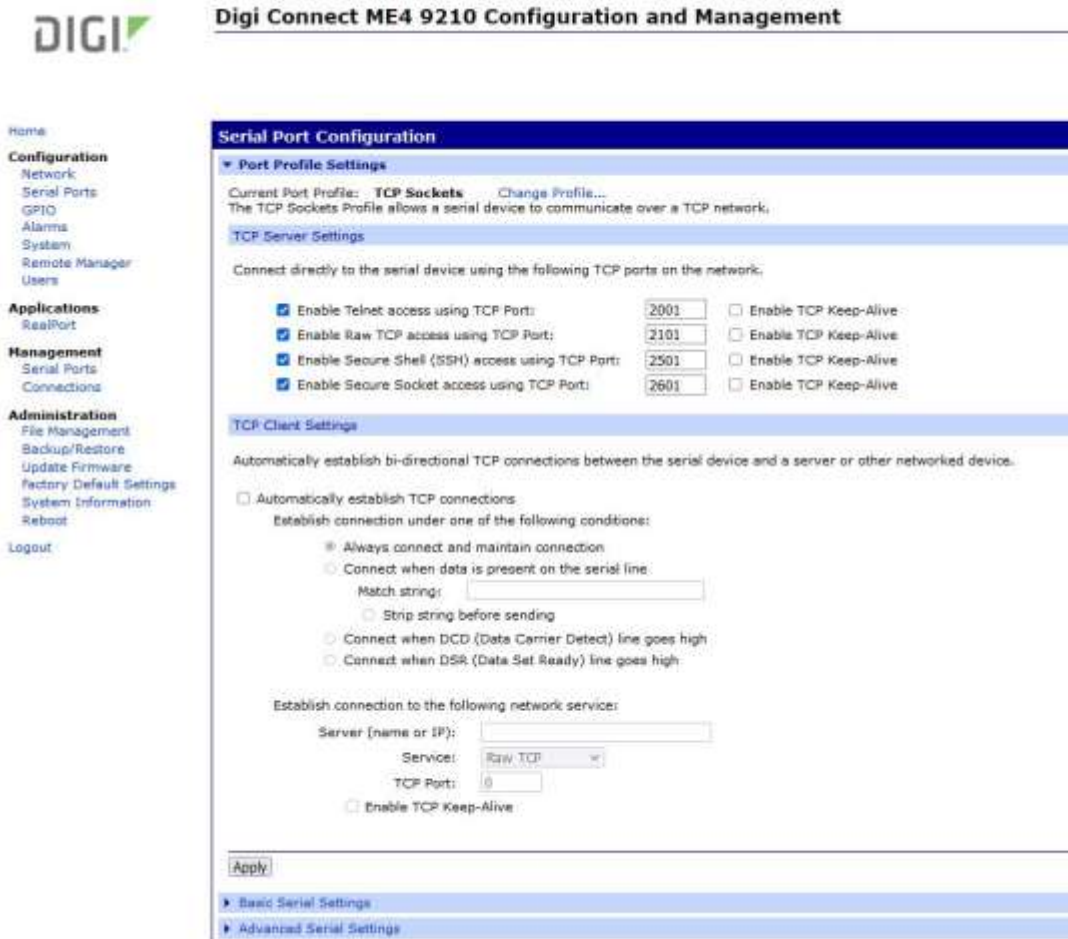 DIGI
Digi Connect ME4 9210 Configuration and Management
Home
Configuration
Network
Serial Ports
GPIO
Alarms
System
Remote Manager
Users
Applications
RealPort
Management
Serial Ports
Connections
Administration
File Management
Backup/Restore
Update Firmware
Factory Default Settings
System Information
Reboot
Logout
Serial Port Configuration
Port Profile Settings
Current Port Profile: TCP Sockets Change Profile...
The TCP Sockets Profile allows a serial device to communicate over a TCP network.
TCP Server Settings
Connect directly to the serial device using the following TCP ports on the network.
Enable Telnet access using TCP Port: 2001 Enable TCP Keep-Alive
Enable Raw TCP access using TCP Port: 2101 Enable TCP Keep-Alive
Enable Secure Shell (SSH) access using TCP Port: 2501 Enable TCP Keep-Alive
Enable Secure Socket access using TCP Port: 2601 Enable TCP Keep-Alive
TCP Client Settings
Automatically establish bi-directional TCP connections between the serial device and a server or other networked device.
Automatically establish TCP connections
Establish connection under one of the following conditions:
Always connect and maintain connection
Connect when data is present on the serial line
Match string:
Strip string before sending
Connect when DCD (Data Carrier Detect) line goes high
Connect when DSR (Data Set Ready) line goes high
Establish connection to the following network service:
Server (name or IP):
Service: Raw TCP
TCP Port: 0
Enable TCP Keep-Alive
Apply
Basic Serial Settings
Advanced Serial Settings